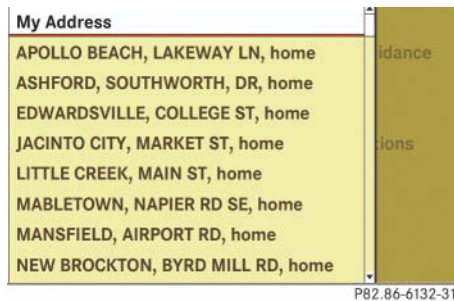 My Address
APOLLO BEACH, LAKEWAY LN, home
idance
ASHFORD, SOUTHWORTH, DR, home
EDWARDSVILLE, COLLEGE ST, home
JACINTO CITY, MARKET ST, home
ions
LITTLE CREEK, MAIN ST, home
MABLETOWN, NAPIER RD SE, home
MANSFIELD, AIRPORT RD, home
NEW BROCKTON, BYRD MILL RD, home
P82.86-6132-31